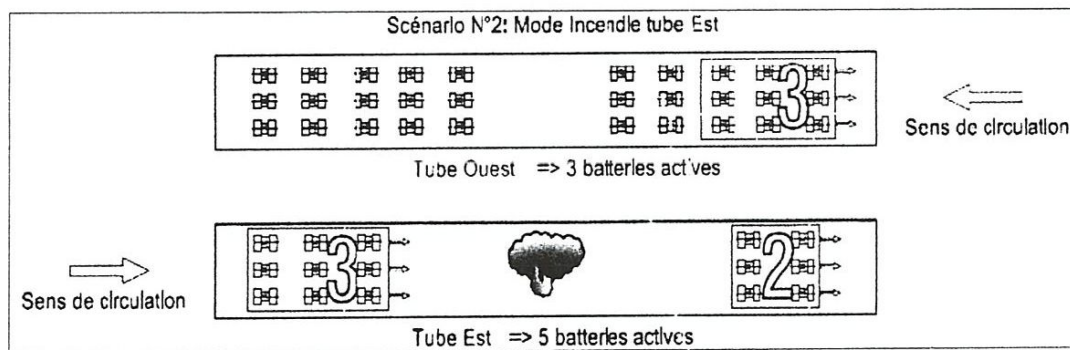 Scénario N°2: Mode Incendie tube Est
3
Sens de circulation
Tube Ouest => 3 batteries actives
3
2
Sens de circulation
Tube Est => 5 batteries actives